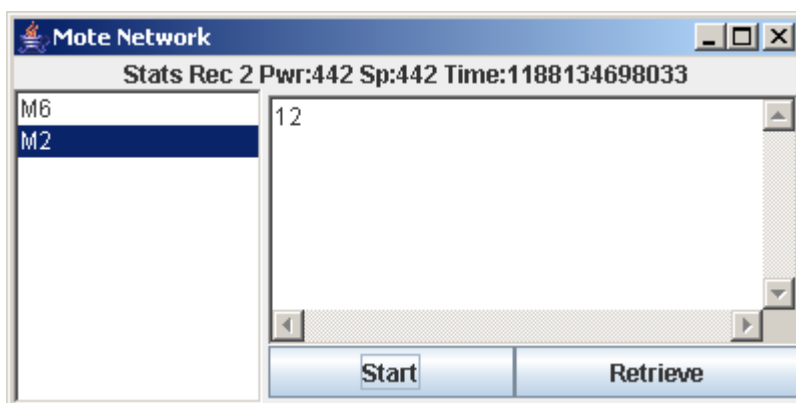 Mote Network
Stats Rec 2 Pwr:442 Sp:442 Time:1188134698033
M6
M2
12
Start
Retrieve